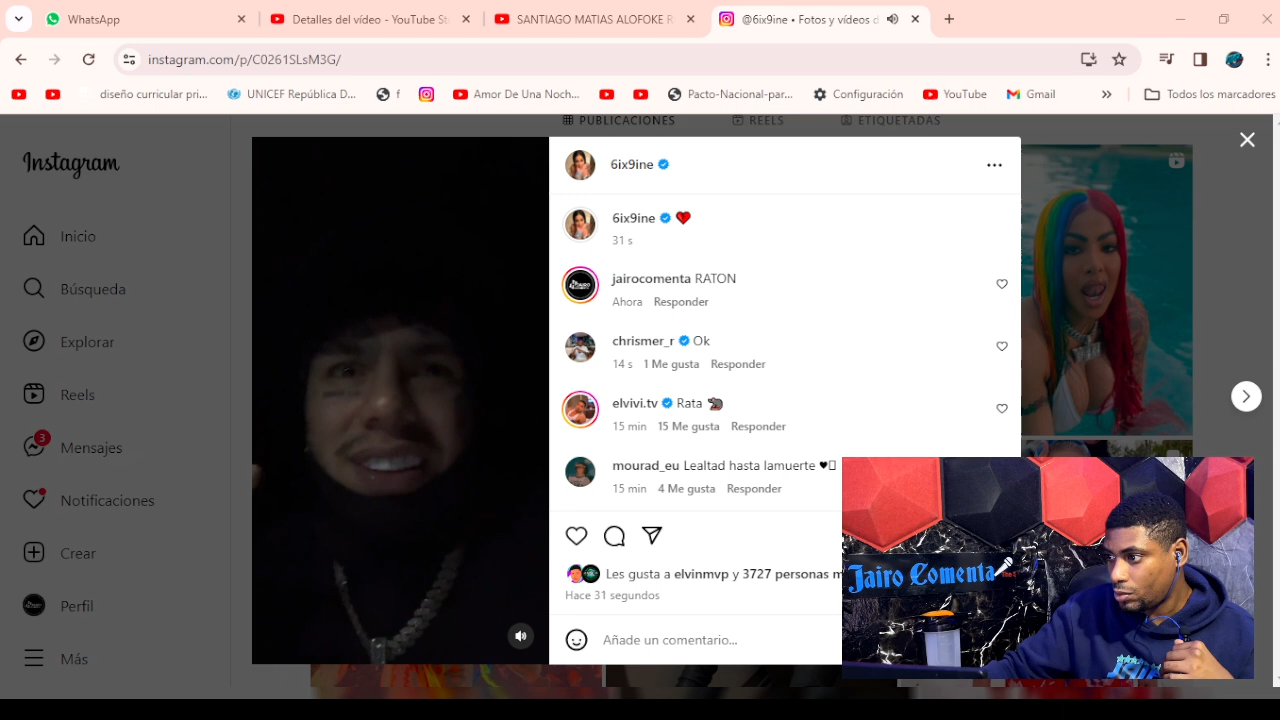 WhatsApp
Detalles del vídeo - YouTube St
SANTIAGO MATIAS ALOFOKE R
@6ix9ine • Fotos y vídeos d
instagram.com/p/C0261SLsM3G/
diseño curricular pri...
UNICEF República D...
f
Amor De Una Noch...
Pacto-Nacional-par...
Configuración
YouTube
Gmail
Todos los marcadores
PUBLICACIONES
REELS
ETIQUETADAS
Instagram
Inicio
Búsqueda
Explorar
Reels
3
Mensajes
Notificaciones
Crear
Perfil
Más
6ix9ine
6ix9ine
31 s
jairocomenta RATON
Ahora Responder
chrismer_r Ok
14 s 1 Me gusta Responder
elvivi.tv Rata 🐀
15 min 15 Me gusta Responder
mourad_eu Lealtad hasta lamuerte ♥
15 min 4 Me gusta Responder
Les gusta a elvinmvp y 3727 personas m
Hace 31 segundos
Añade un comentario...
Jairo Comenta